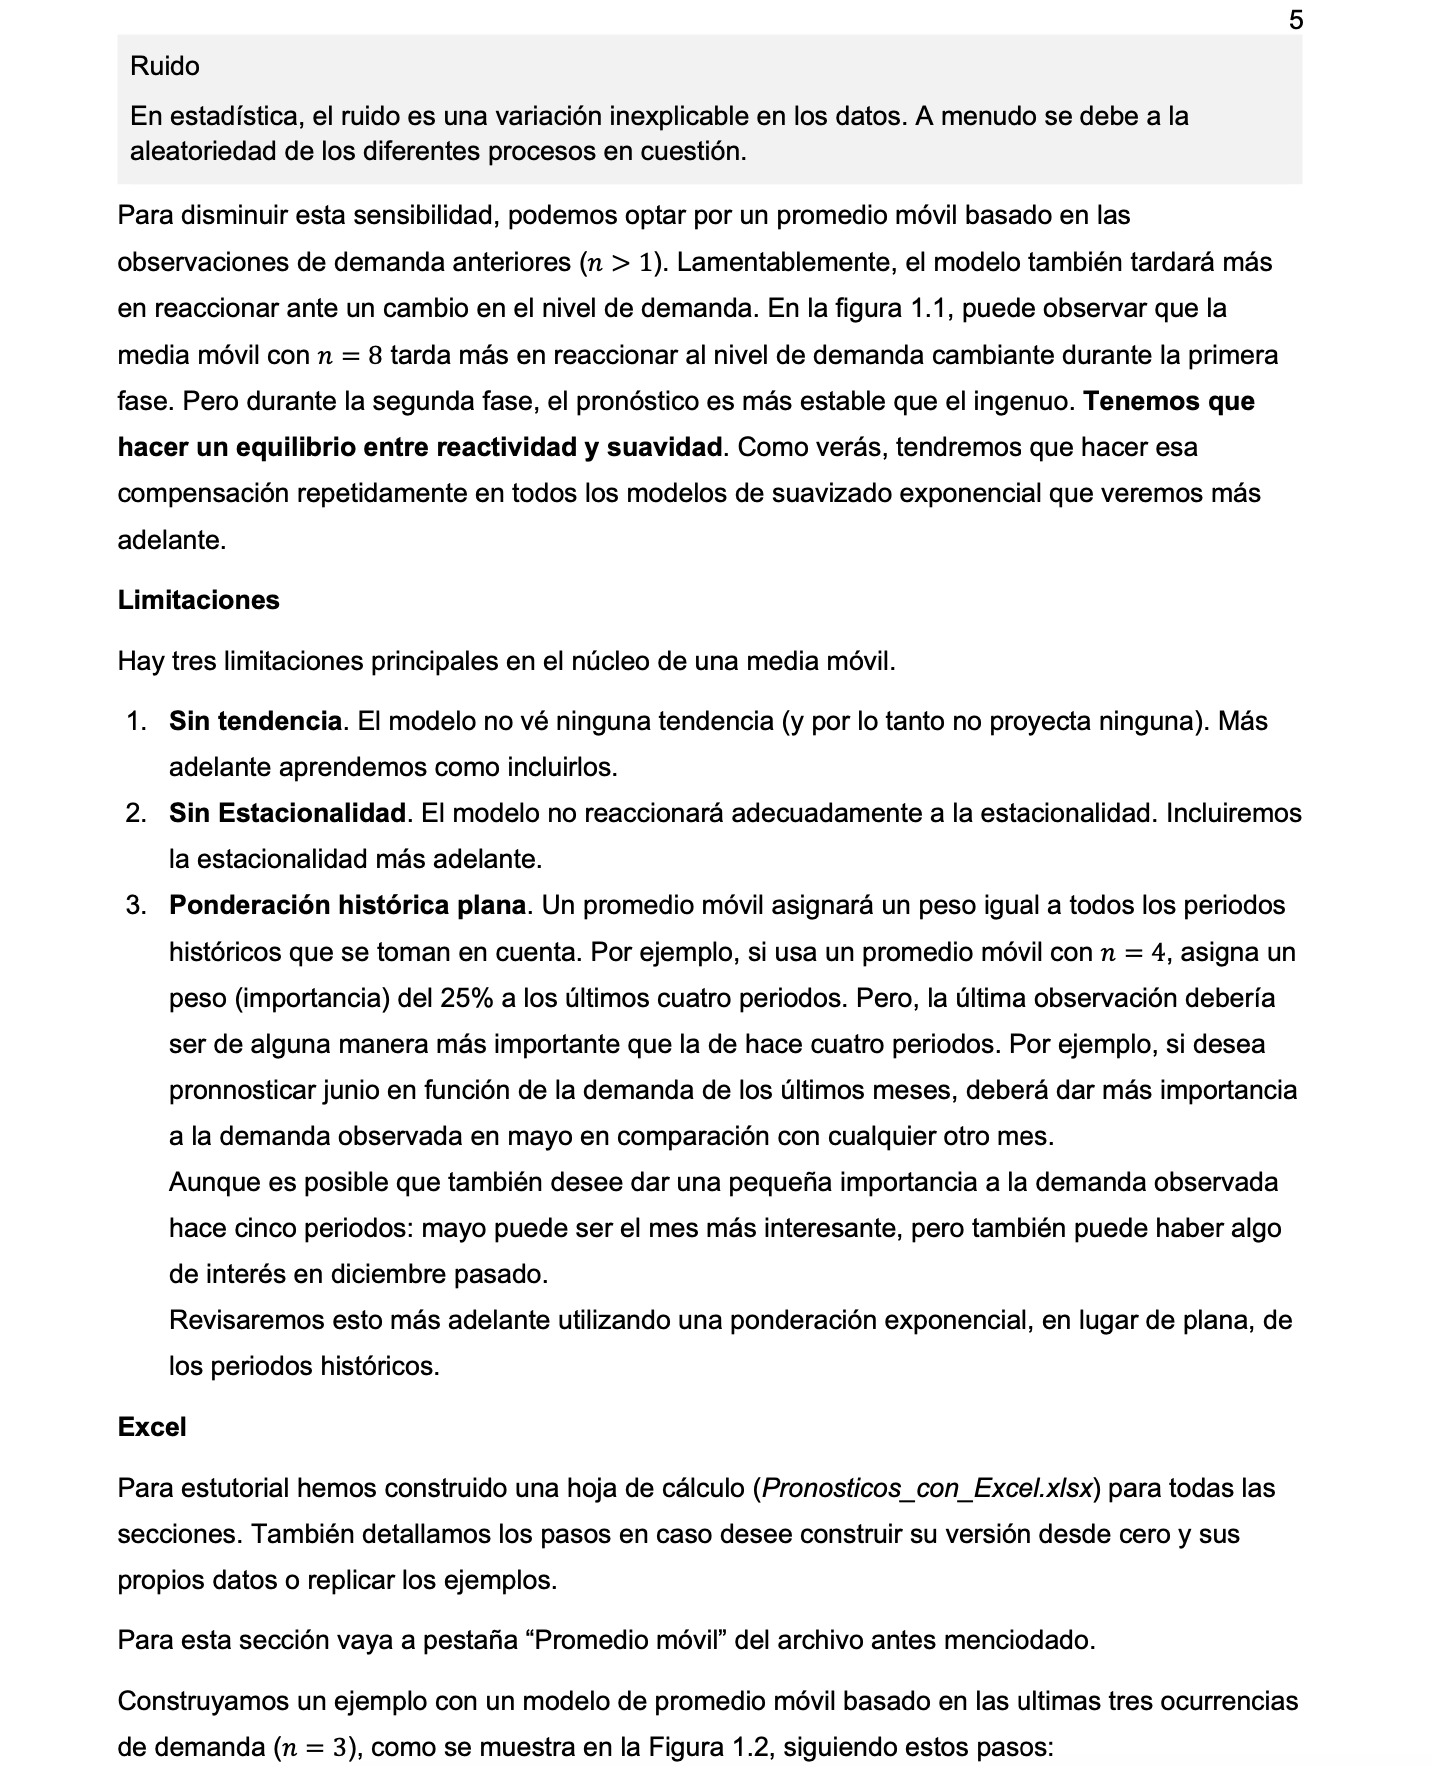 5
Ruido
En estadística, el ruido es una variación inexplicable en los datos. A menudo se debe a la
aleatoriedad de los diferentes procesos en cuestión.
Para disminuir esta sensibilidad, podemos optar por un promedio móvil basado en las
observaciones de demanda anteriores (n > 1). Lamentablemente, el modelo también tardará más
en reaccionar ante un cambio en el nivel de demanda. En la figura 1.1, puede observar que la
media móvil con n = 8 tarda más en reaccionar al nivel de demanda cambiante durante la primera
fase. Pero durante la segunda fase, el pronóstico es más estable que el ingenuo. Tenemos que
hacer un equilibrio entre reactividad y suavidad. Como verás, tendremos que hacer esa
compensación repetidamente en todos los modelos de suavizado exponencial que veremos más
adelante.
Limitaciones
Hay tres limitaciones principales en el núcleo de una media móvil.
1. Sin tendencia. El modelo no vé ninguna tendencia (y por lo tanto no proyecta ninguna). Más
adelante aprendemos como incluirlos.
2. Sin Estacionalidad. El modelo no reaccionará adecuadamente a la estacionalidad. Incluiremos
la estacionalidad más adelante.
3. Ponderación histórica plana. Un promedio móvil asignará un peso igual a todos los periodos
históricos que se toman en cuenta. Por ejemplo, si usa un promedio móvil con n = 4, asigna un
peso (importancia) del 25% a los últimos cuatro periodos. Pero, la última observación debería
ser de alguna manera más importante que la de hace cuatro periodos. Por ejemplo, si desea
pronnosticar junio en función de la demanda de los últimos meses, deberá dar más importancia
a la demanda observada en mayo en comparación con cualquier otro mes.
Aunque es posible que también desee dar una pequeña importancia a la demanda observada
hace cinco periodos: mayo puede ser el mes más interesante, pero también puede haber algo
de interés en diciembre pasado.
Revisaremos esto más adelante utilizando una ponderación exponencial, en lugar de plana, de
los periodos históricos.
Excel
Para estutorial hemos construido una hoja de cálculo (Pronosticos_con_Excel.xlsx) para todas las
secciones. También detallamos los pasos en caso desee construir su versión desde cero y sus
propios datos o replicar los ejemplos.
Para esta sección vaya a pestaña “Promedio móvil” del archivo antes menciodado.
Construyamos un ejemplo con un modelo de promedio móvil basado en las ultimas tres ocurrencias
de demanda (n = 3), como se muestra en la Figura 1.2, siguiendo estos pasos: